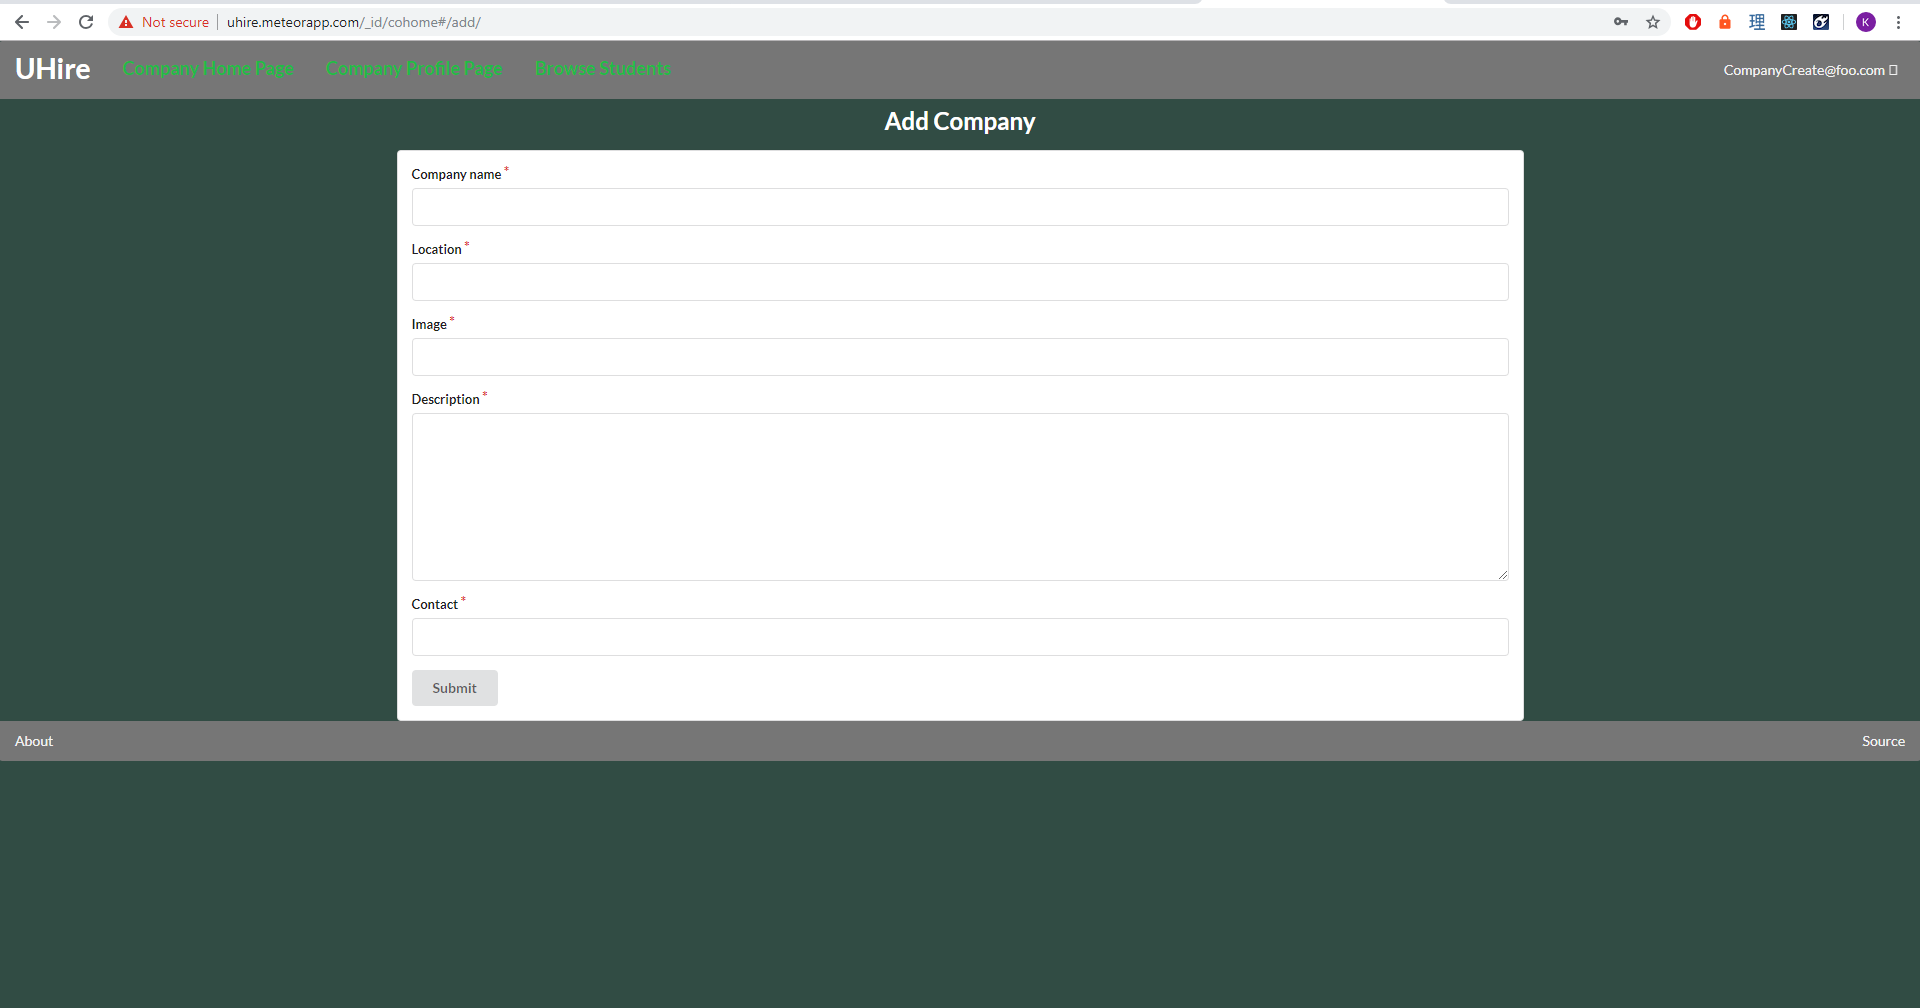 Not secure | uhire.meteorapp.com/_id/cohome#/add/
理
K
UHire Company Home Page Company Profile Page Browse Students CompanyCreate@foo.com
Add Company
Company name *
Location *
Image *
Description *
Contact *
Submit
About Source